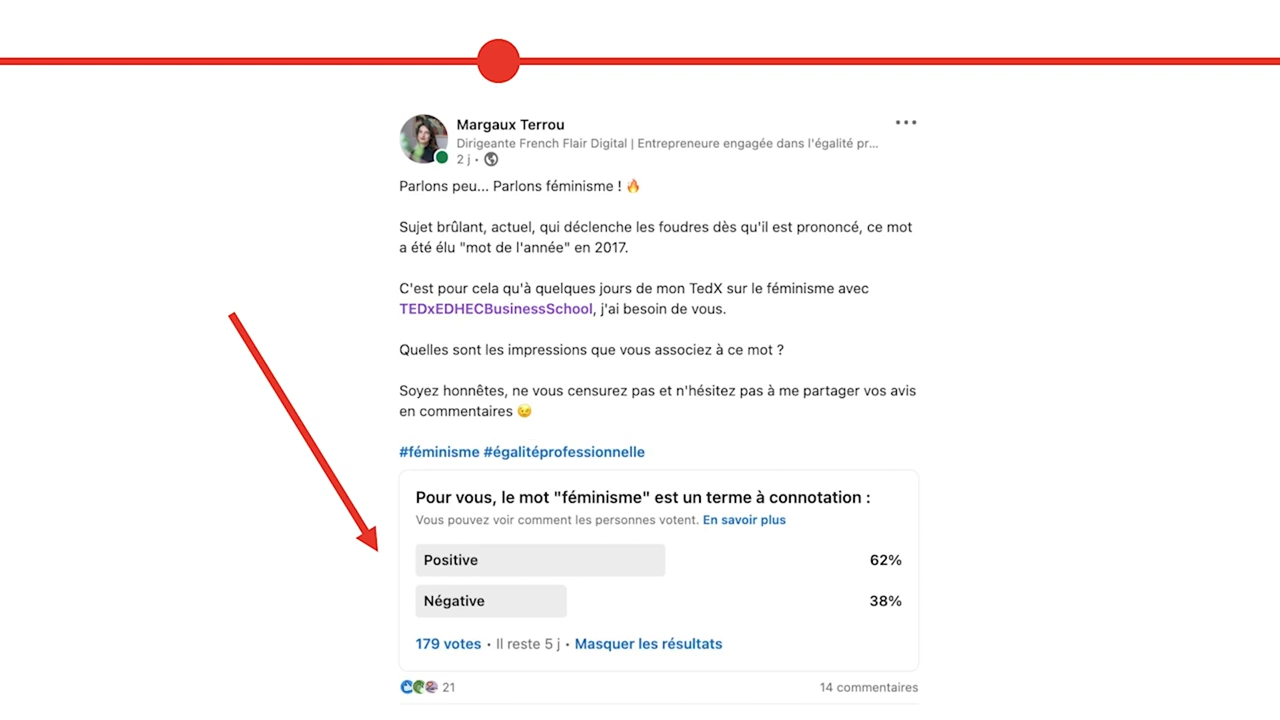 Margaux Terrou
Dirigeante French Flair Digital | Entrepreneure engagée dans l'égalité pr...
2 j •
Parlons peu... Parlons féminisme ! 🔥
Sujet brûlant, actuel, qui déclenche les foudres dès qu'il est prononcé, ce mot
a été élu "mot de l'année" en 2017.
C'est pour cela qu'à quelques jours de mon TedX sur le féminisme avec
TEDxEDHECBusinessSchool, j'ai besoin de vous.
Quelles sont les impressions que vous associez à ce mot ?
Soyez honnêtes, ne vous censurez pas et n'hésitez pas à me partager vos avis
en commentaires 😉
#féminisme #égalitéprofessionnelle
Pour vous, le mot "féminisme" est un terme à connotation :
Vous pouvez voir comment les personnes votent. En savoir plus
Positive 62%
Négative 38%
179 votes • Il reste 5 j • Masquer les résultats
21 14 commentaires